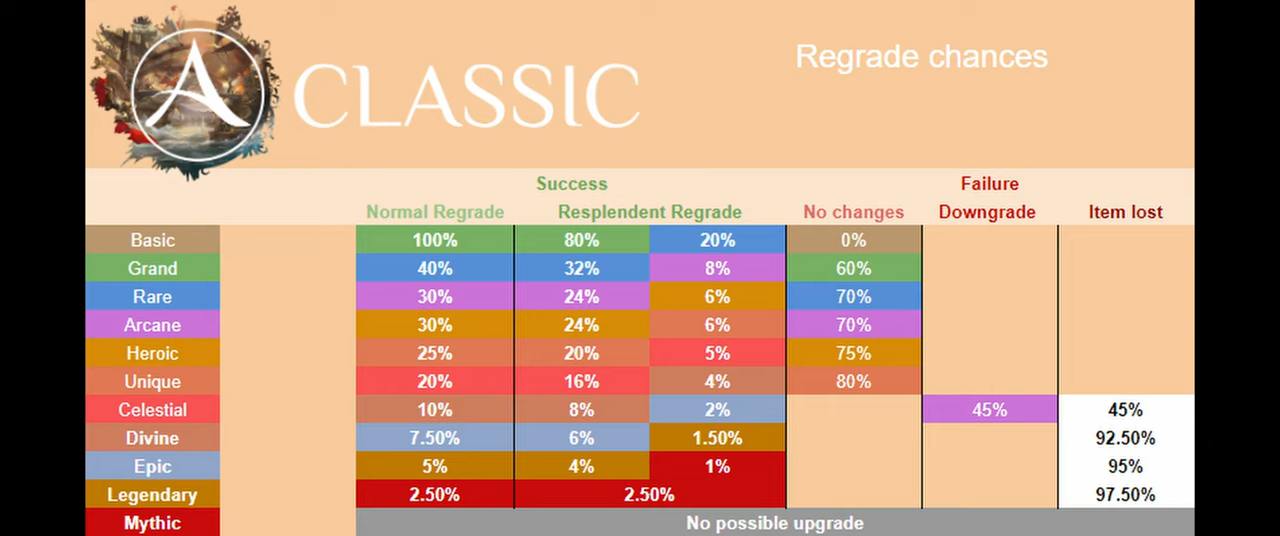 A CLASSIC
Regrade chances
Success Failure
Normal Regrade Resplendent Regrade No changes Downgrade Item lost
Basic 100% 80% 20% 0%
Grand 40% 32% 8% 60%
Rare 30% 24% 6% 70%
Arcane 30% 24% 6% 70%
Heroic 25% 20% 5% 75%
Unique 20% 16% 4% 80%
Celestial 10% 8% 2% 45% 45%
Divine 7.50% 6% 1.50% 92.50%
Epic 5% 4% 1% 95%
Legendary 2.50% 2.50% 97.50%
Mythic No possible upgrade